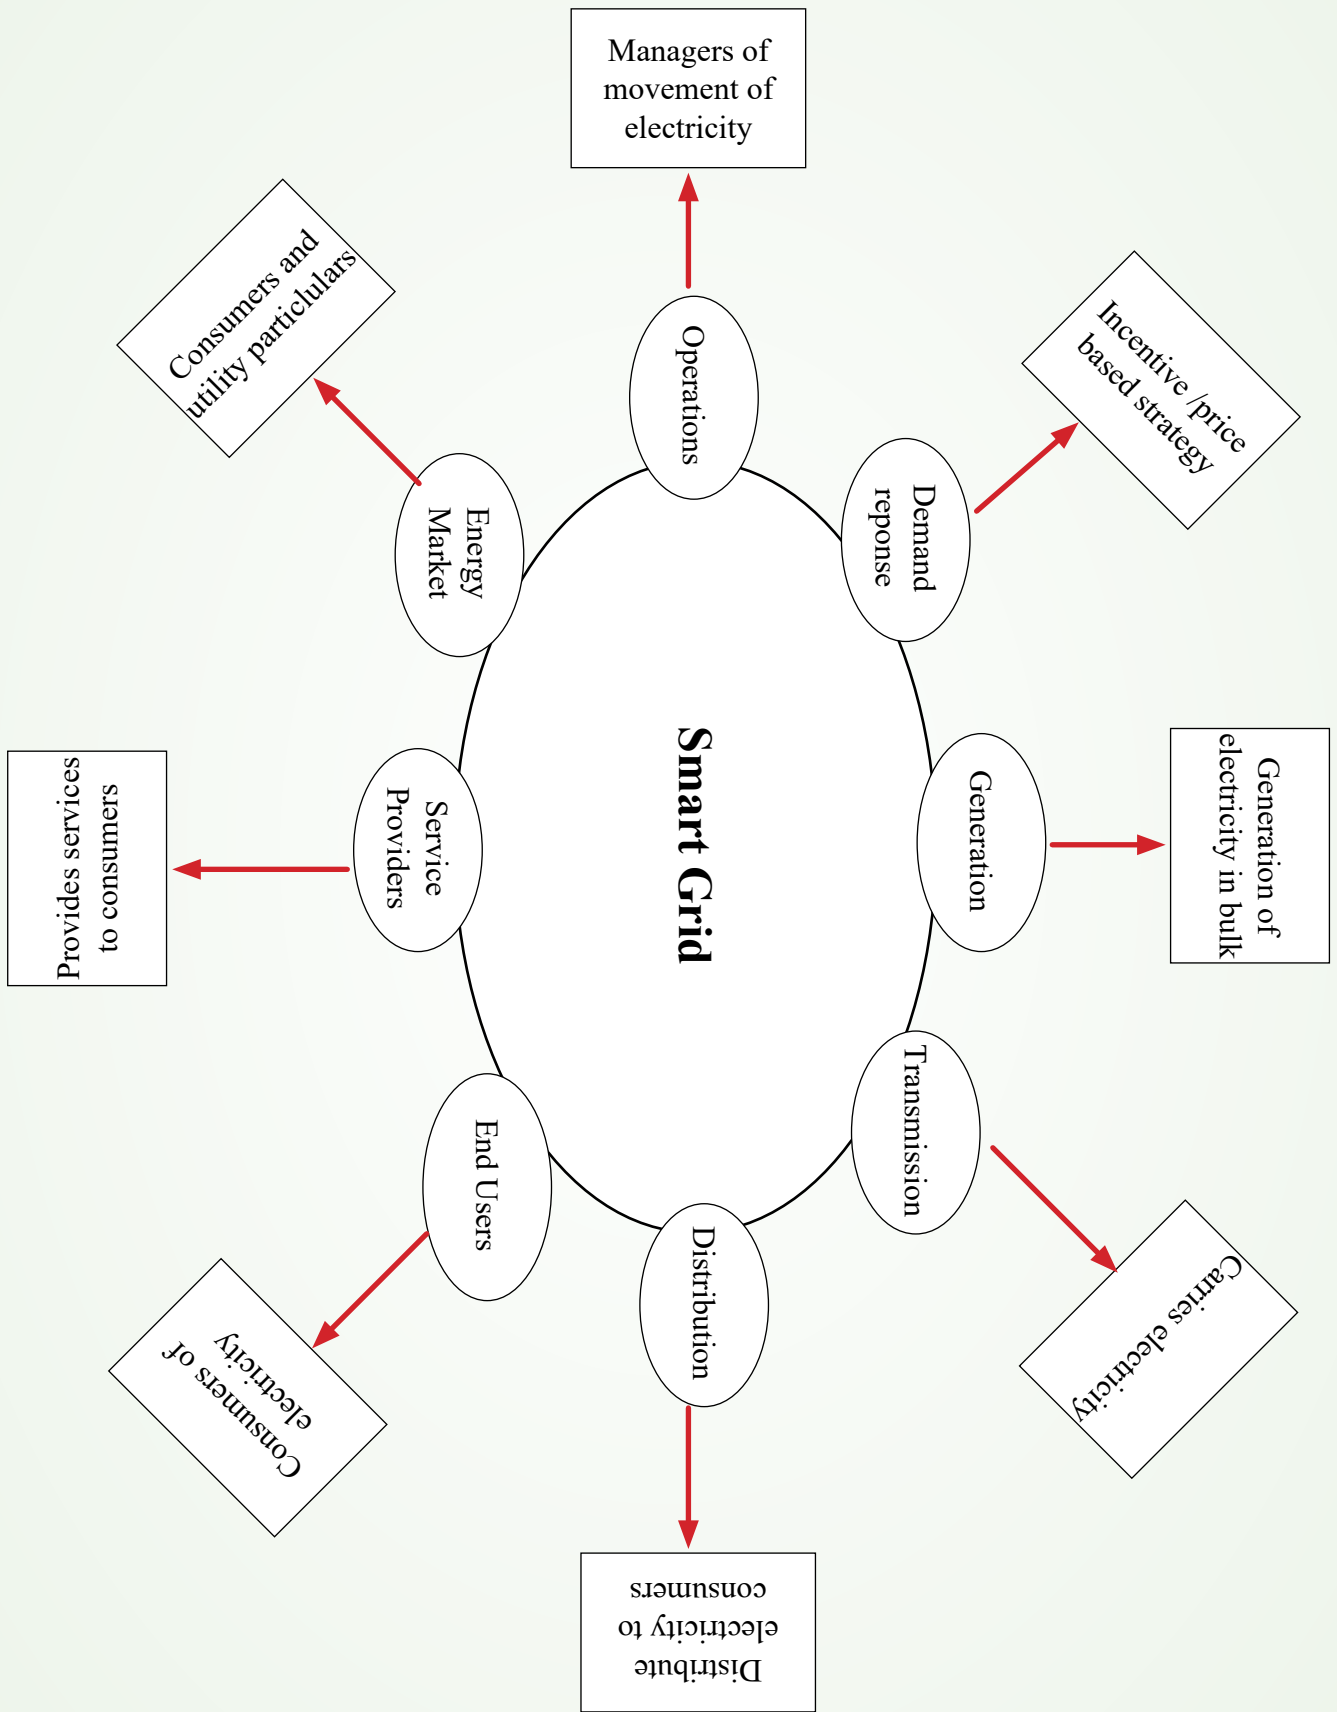 Managers of
movement of
electricity
Operations
Incentive /price
based strategy
Demand
reponse
Generation of
electricity in bulk
Generation
Carries electricity
Transmission
Distribute
electricity to
consumers
Distribution
Consumers of
electricity
End Users
Provides services
to consumers
Service
Providers
Consumers and
utility particlulars
Energy
Market
Smart Grid